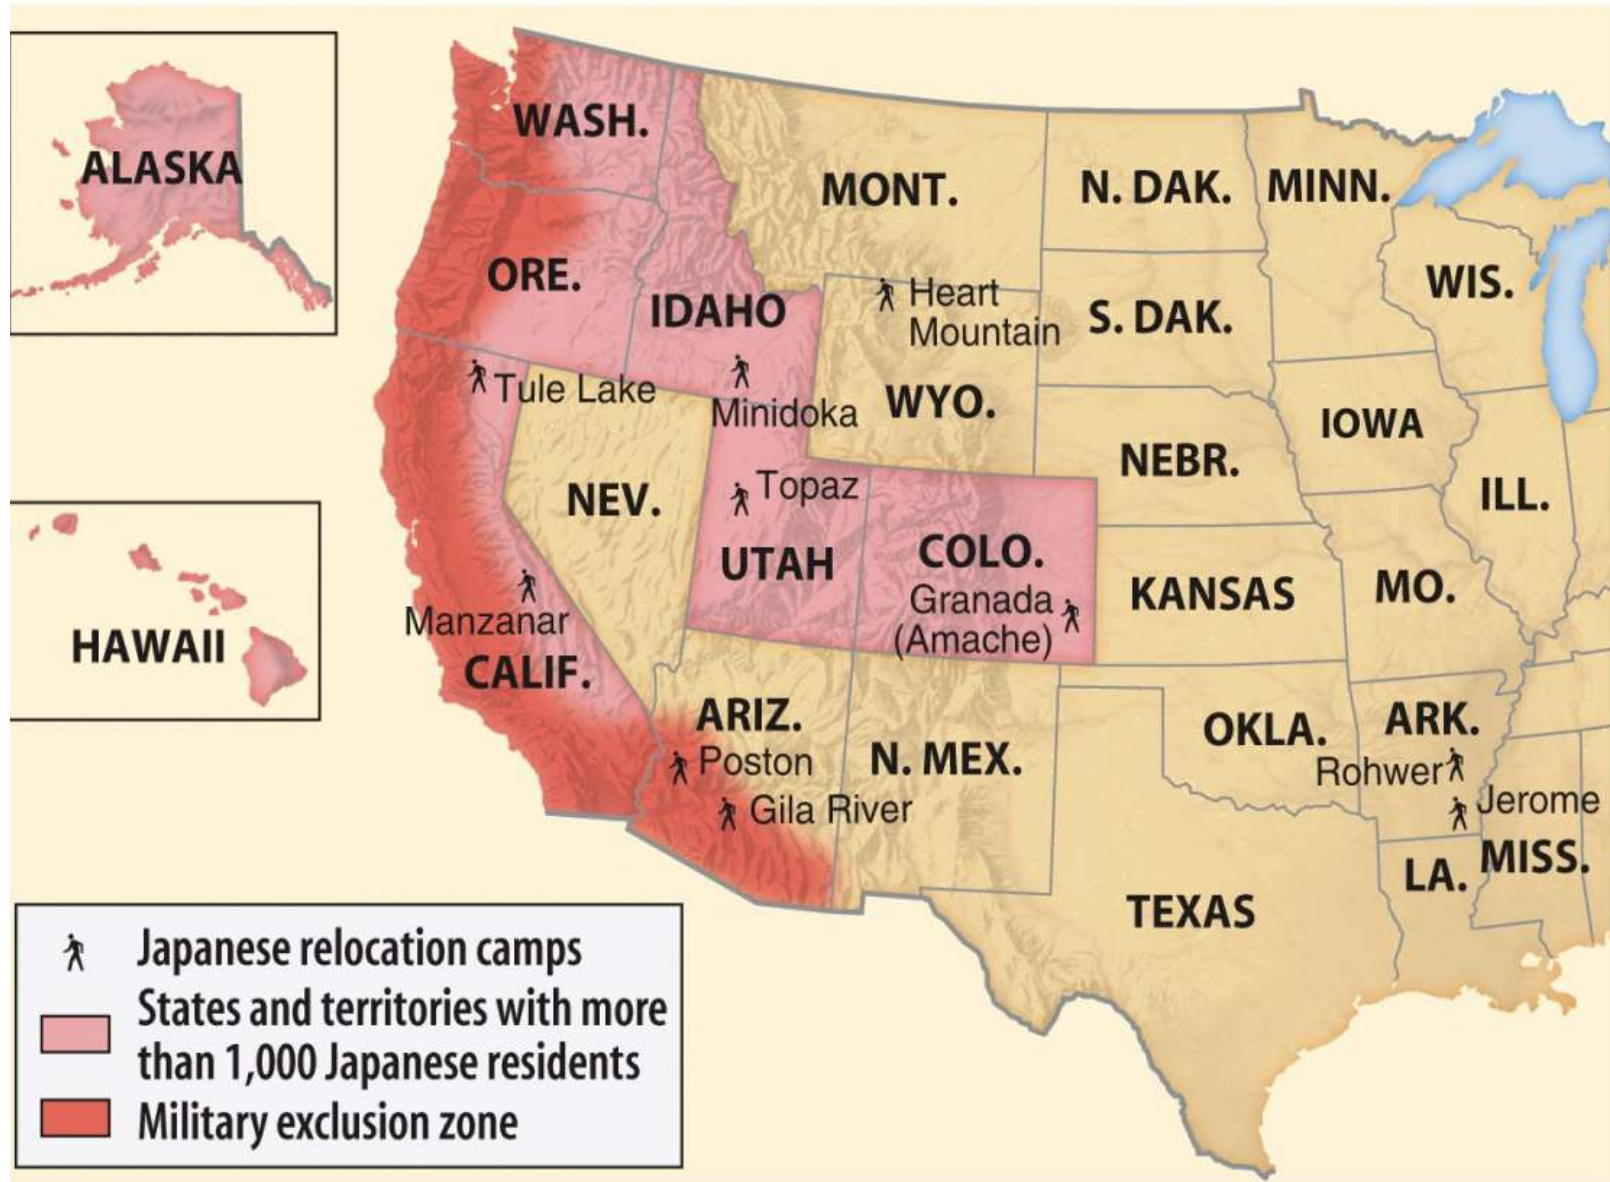 ALASKA
HAWAII
WASH.
MONT.
N. DAK.
MINN.
ORE.
IDAHO
Heart
Mountain
S. DAK.
WIS.
Tule Lake
Minidoka
WYO.
IOWA
NEBR.
NEV.
Topaz
ILL.
UTAH
COLO.
Granada
(Amache)
KANSAS
MO.
Manzanar
CALIF.
ARIZ.
Poston
Gila River
N. MEX.
OKLA.
ARK.
Rohwer
Jerome
LA.
MISS.
TEXAS
Japanese relocation camps
States and territories with more
than 1,000 Japanese residents
Military exclusion zone